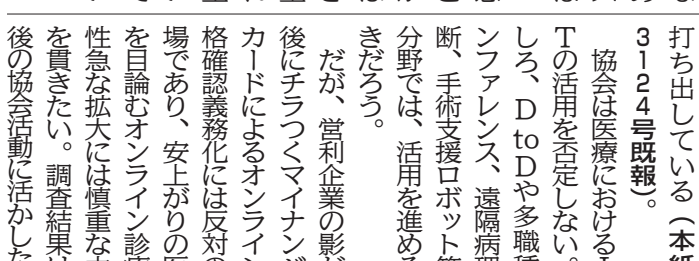 打ち出している（本紙
3124号既報）。
協会は医療における
Tの活用を否定しない。
しろ、D to Dや多職種
ンファレンス、遠隔病理
断、手術支援ロボット等
分野では、活用を進める
きだろう。
だが、営利企業の影が
後にチラつくマイナンバ
カードによるオンライン
格確認義務化には反対の
場であり、安上がりの医
を目論むオンライン診療
性急な拡大には慎重な
を貫きたい。調査結果は
後の協会活動に活かした